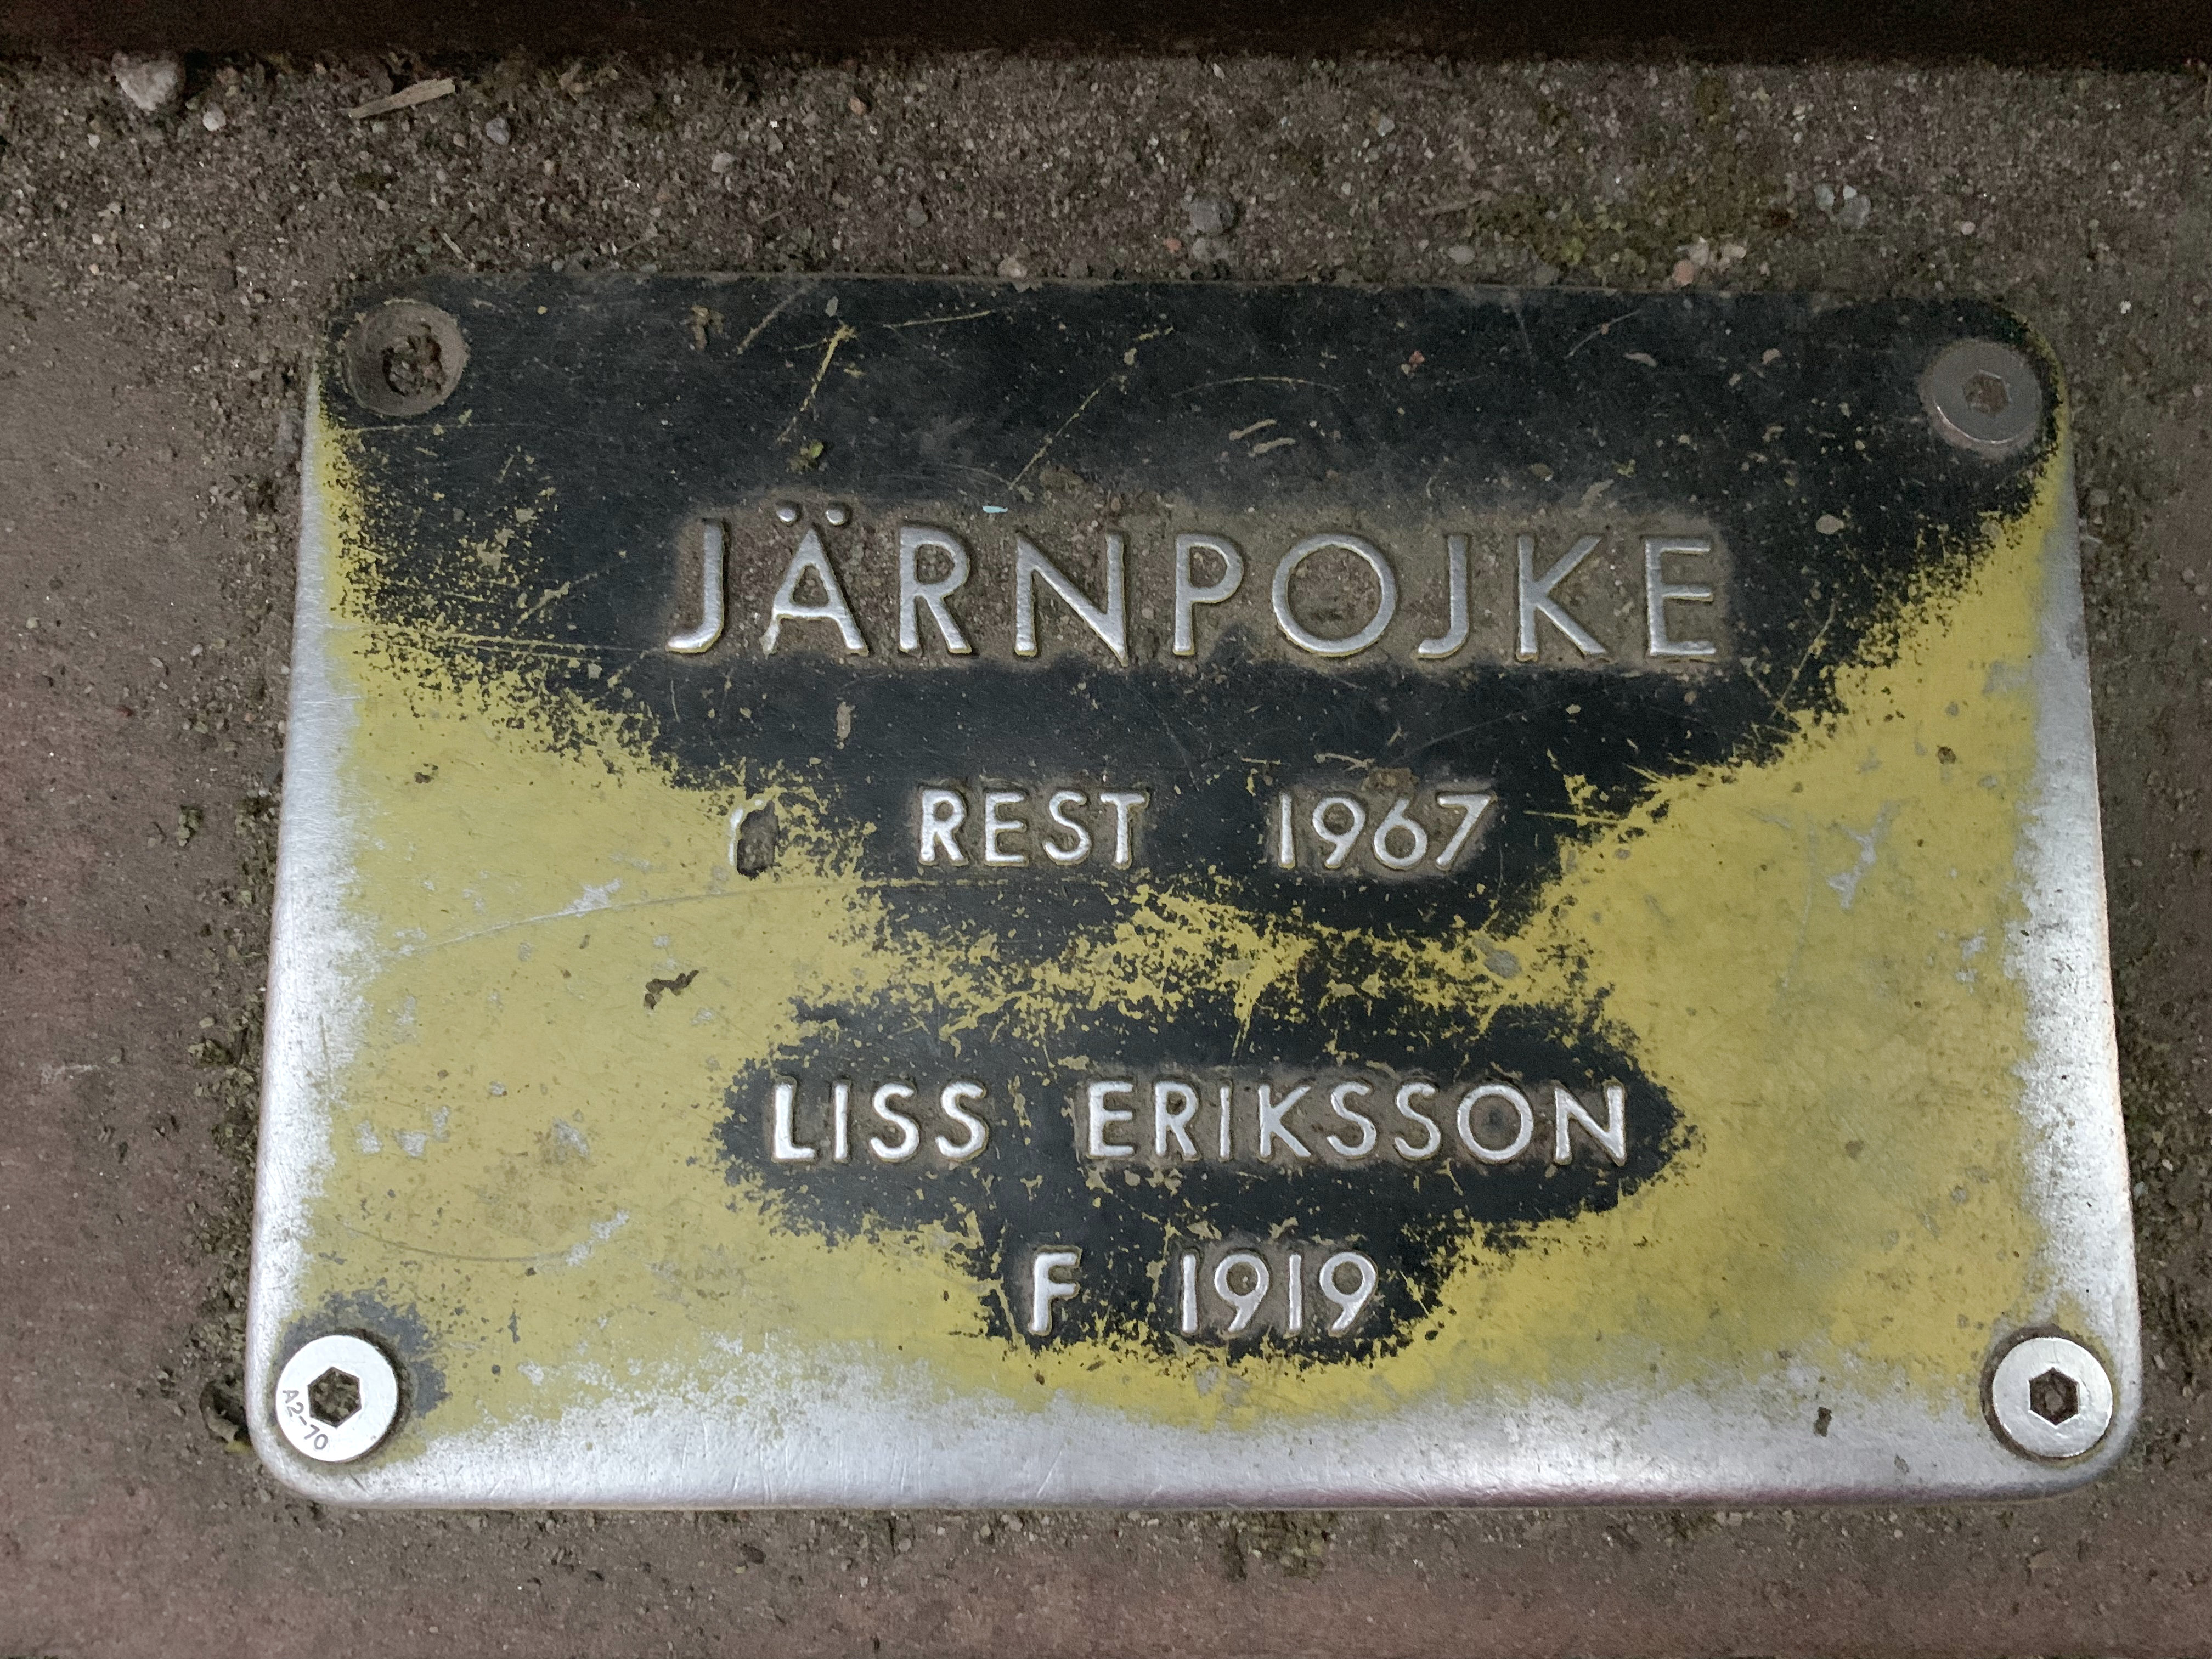 JÄRNPOJKE
REST 1967
LISS ERIKSSON
F 1919
A2-70